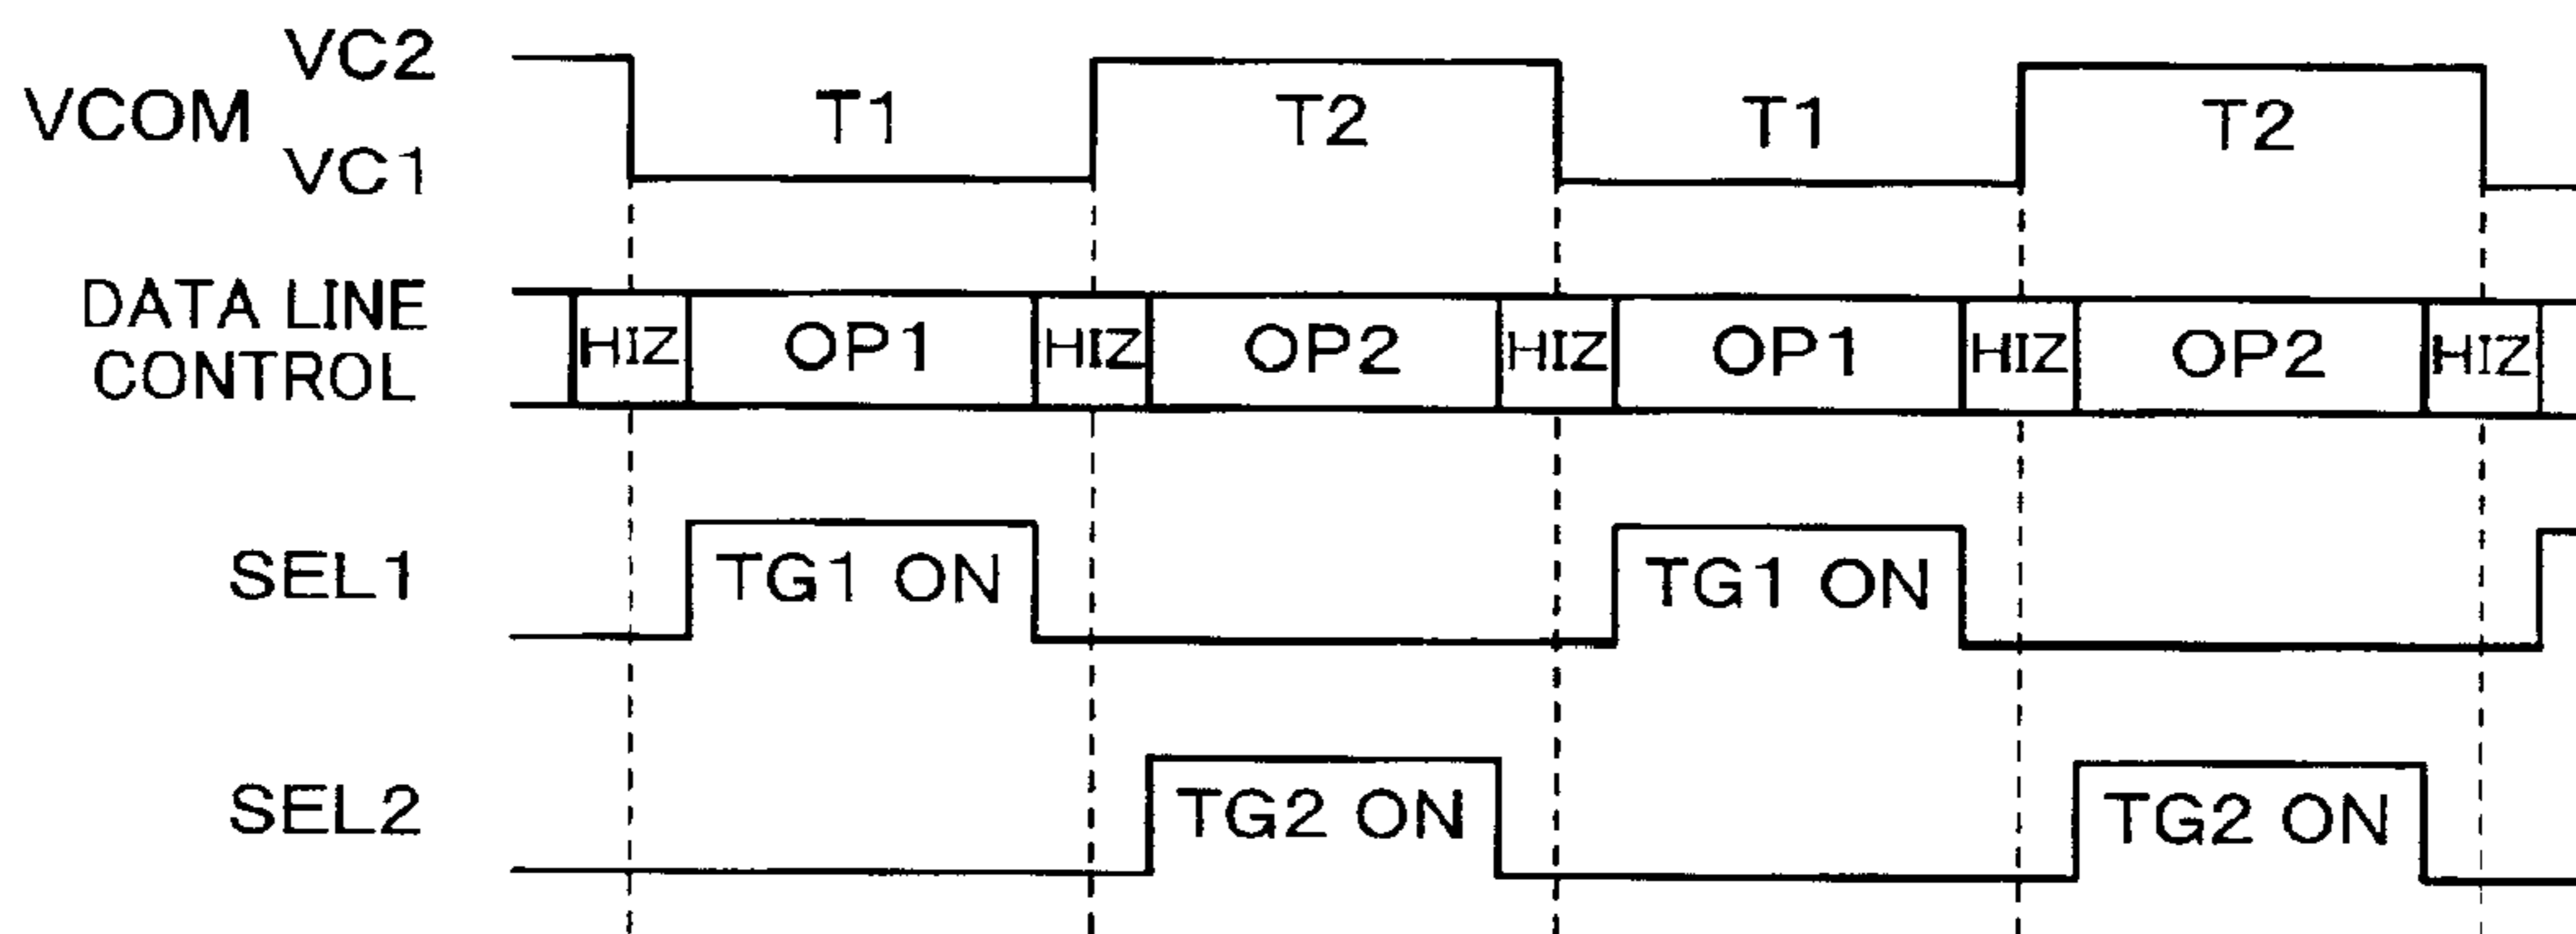 VC2
VCOM
VC1
T1 T2 T1 T2
DATA LINE
CONTROL
HIZ OP1 HIZ OP2 HIZ OP1 HIZ OP2 HIZ
SEL1
TG1 ON TG1 ON
SEL2
TG2 ON TG2 ON